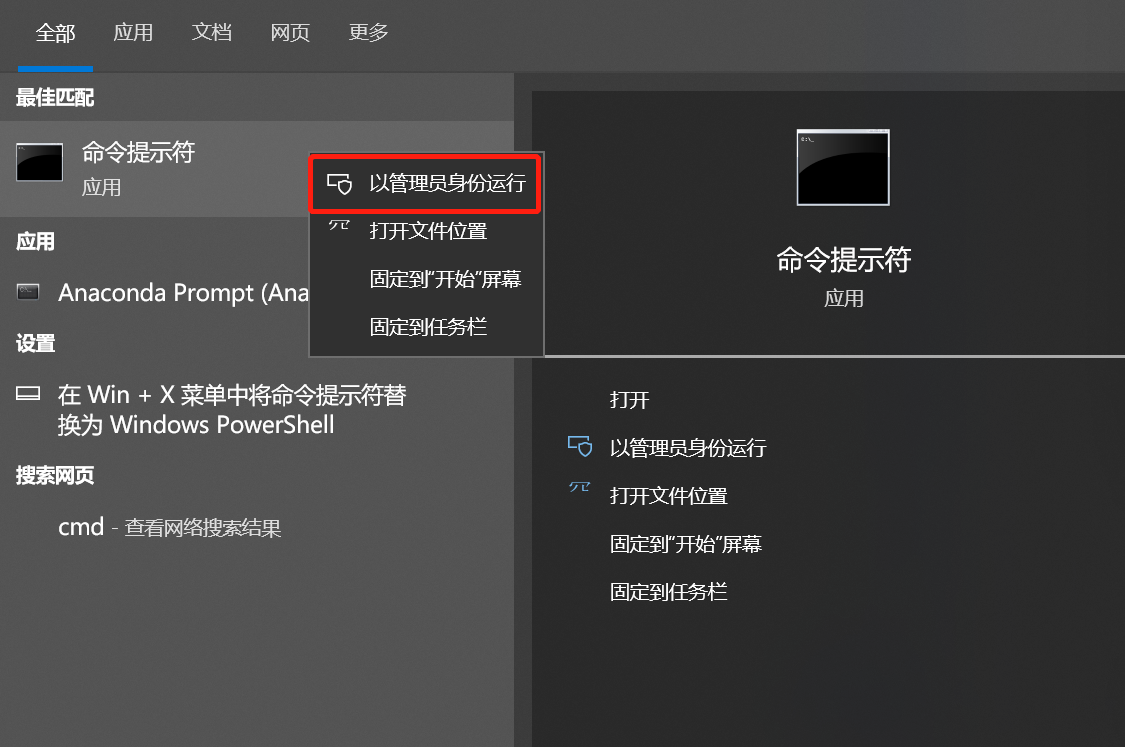 全部 应用 文档 网页 更多
最佳匹配
命令提示符
应用
应用
Anaconda Prompt (Ana
设置
在 Win + X 菜单中将命令提示符替
换为 Windows PowerShell
搜索网页
cmd - 查看网络搜索结果
以管理员身份运行
打开文件位置
固定到“开始”屏幕
固定到任务栏
命令提示符
应用
打开
以管理员身份运行
打开文件位置
固定到“开始”屏幕
固定到任务栏